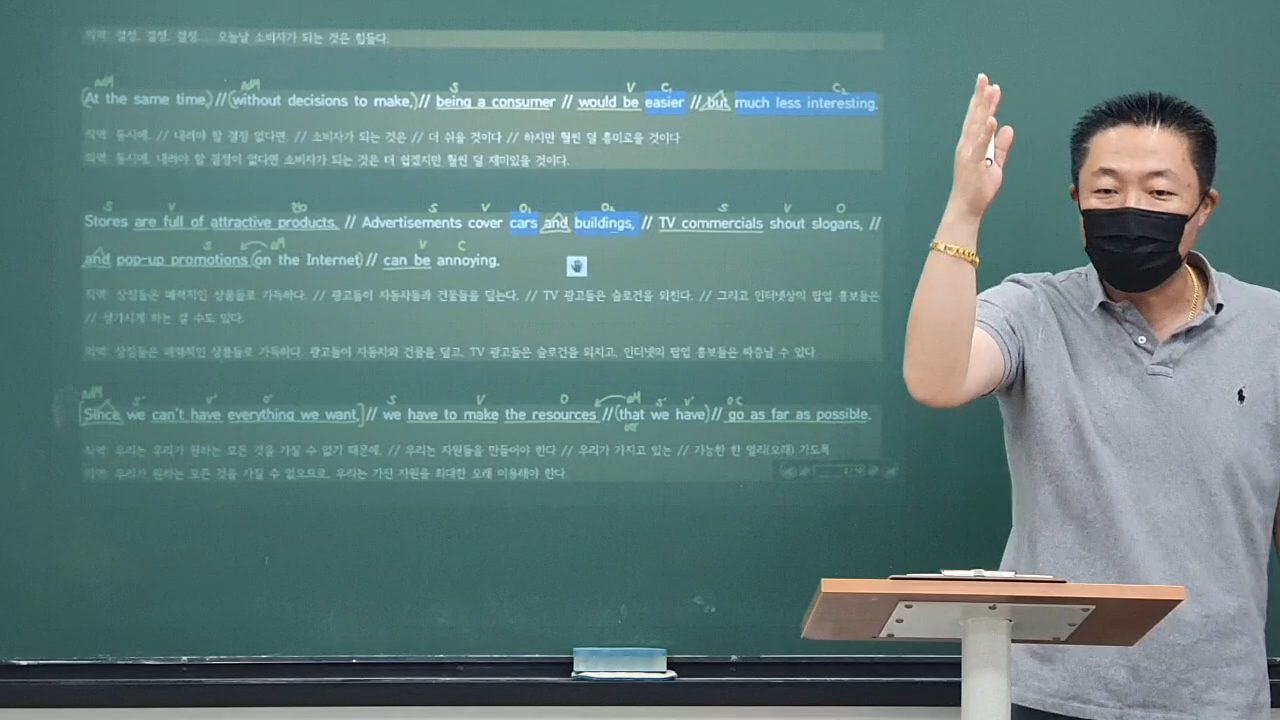 직역: 결정, 결정, 결정.... 오늘날 소비자가 되는 것은 힘들다.
AdM AdM S V C₁ C₂
(At the same time,) // (without decisions to make,) // being a consumer // would be easier // but much less interesting.
직역: 동시에, // 내려야 할 결정 없다면, // 소비자가 되는 것은 // 더 쉬울 것이다 // 하지만 훨씬 덜 흥미로울 것이다
의역: 동시에, 내려야 할 결정이 없다면 소비자가 되는 것은 더 쉽겠지만 훨씬 덜 재미있을 것이다.
S V S V O₁ O₂ S V O
Stores are full of attractive products, // Advertisements cover cars and buildings, // TV commercials shout slogans, //
S aM V C
and pop-up promotions (on the Internet) // can be annoying.
직역: 상점들은 매력적인 상품들로 가득하다. // 광고들이 자동차들과 건물들을 덮는다. // TV 광고들은 슬로건을 외친다. // 그리고 인터넷상의 팝업 홍보들은
// 성가시게 하는 걸 수도 있다.
의역: 상점들은 매력적인 상품들로 가득하다. 광고들이 자동차와 건물을 덮고, TV 광고들은 슬로건을 외치고, 인터넷의 팝업 홍보들은 짜증날 수 있다
AdM S' V' O' S V O aM S' V' OC
[Since we can't have everything we want,] // we have to make the resources // (that we have) // go as far as possible.
직역: 우리는 우리가 원하는 모든 것을 가질 수 없기 때문에, // 우리는 자원들을 만들어야 한다 // 우리가 가지고 있는 // 가능한 한 멀리(오래) 가도록
의역: 우리가 원하는 모든 것을 가질 수 없으므로, 우리는 가진 자원을 최대한 오래 이용해야 한다.